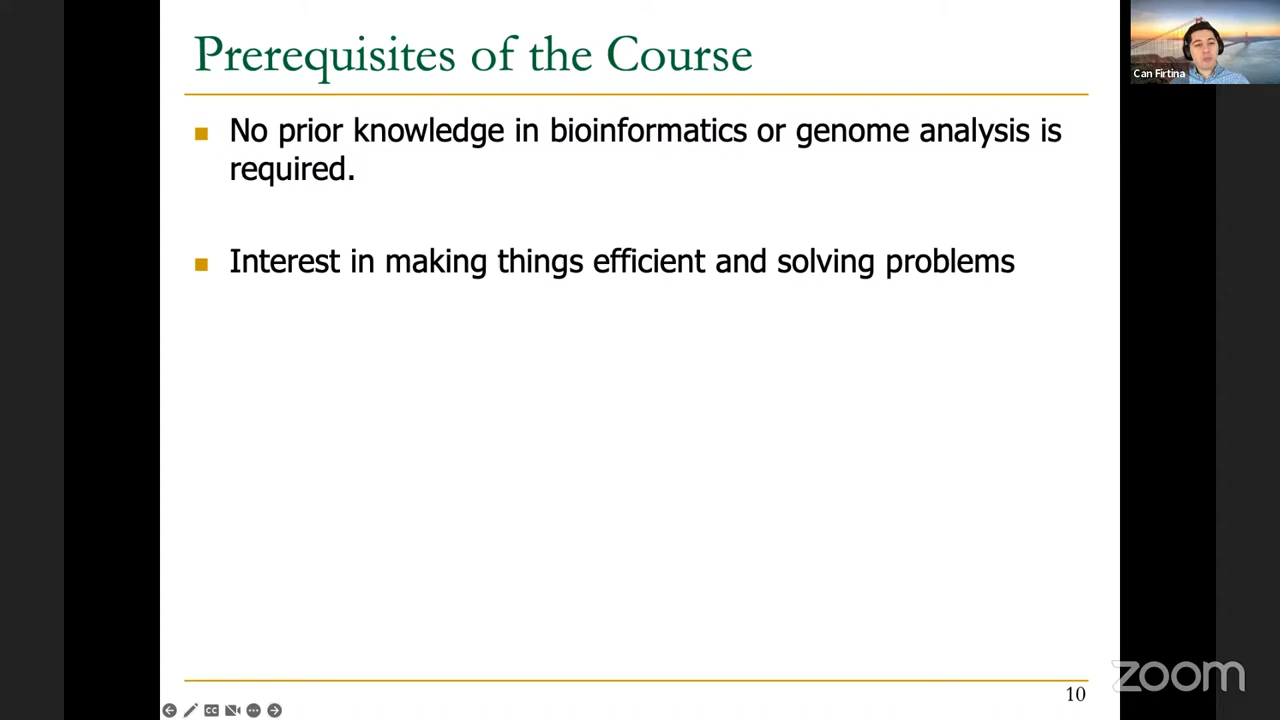 Prerequisites of the Course
Can Firtina
■ No prior knowledge in bioinformatics or genome analysis is
required.
■ Interest in making things efficient and solving problems
10
zoom
CC